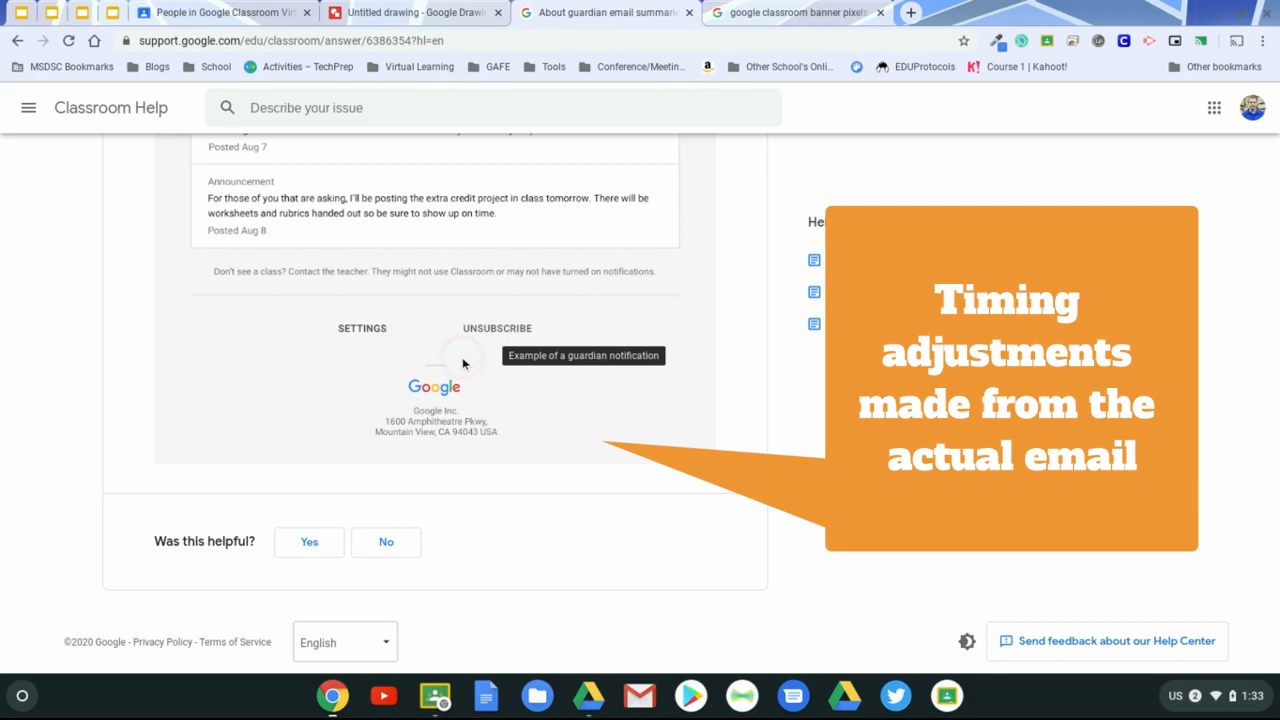 People in Google Classroom Virt
Untitled drawing - Google Drawin
About guardian email summarie
google classroom banner pixels
support.google.com/edu/classroom/answer/6386354?hl=en
MSDSC Bookmarks
Blogs
School
Activities – TechPrep
Virtual Learning
GAFE
Tools
Conference/Meetin...
Other School's Onli...
EDUProtocols
K!
Course 1 | Kahoot!
Other bookmarks
Classroom Help
Describe your issue
Posted Aug 7
Announcement
For those of you that are asking, I'll be posting the extra credit project in class tomorrow. There will be
worksheets and rubrics handed out so be sure to show up on time.
Posted Aug 8
Don't see a class? Contact the teacher. They might not use Classroom or may not have turned on notifications.
SETTINGS
UNSUBSCRIBE
Example of a guardian notification
Google
Google Inc.
1600 Amphitheatre Pkwy,
Mountain View, CA 94043 USA
He
Timing
adjustments
made from the
actual email
Was this helpful?
Yes
No
©2020 Google - Privacy Policy - Terms of Service
English
Send feedback about our Help Center
US
2
1:33